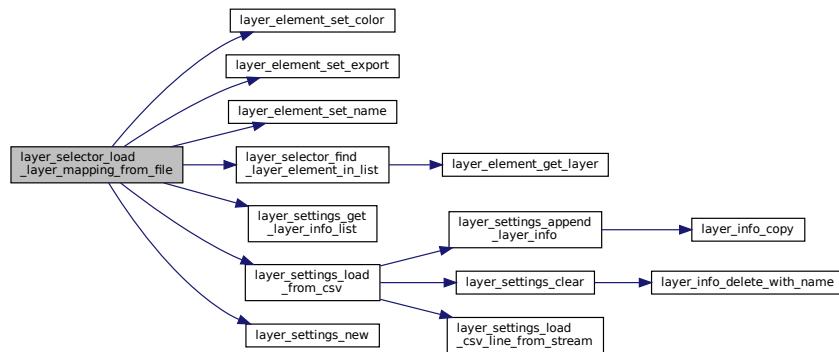 layer_element_set_color
layer_element_set_export
layer_element_set_name
layer_selector_load
_layer_mapping_from_file
layer_selector_find
_layer_element_in_list
layer_element_get_layer
layer_settings_get
_layer_info_list
layer_settings_append
_layer_info
layer_info_copy
layer_settings_load
_from_csv
layer_settings_clear
layer_info_delete_with_name
layer_settings_new
layer_settings_load
_csv_line_from_stream